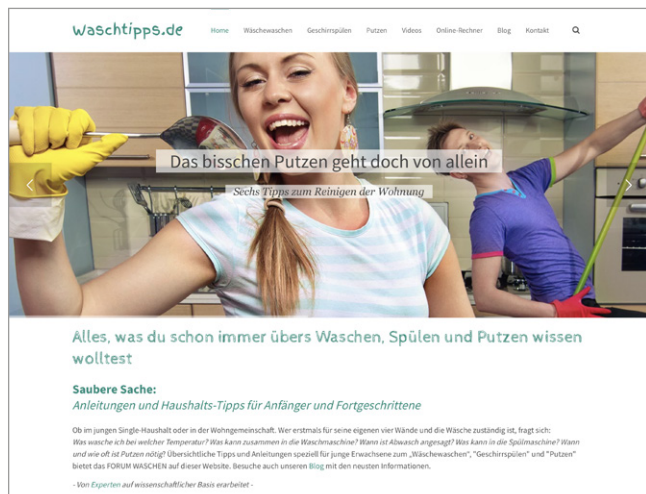 waschtipps.de
Home Wäschewaschen Geschirrspülen Putzen Videos Online-Rechner Blog Kontakt
Das bisschen Putzen geht doch von allein
Sechs Tipps zum Reinigen der Wohnung
Alles, was du schon immer übers Waschen, Spülen und Putzen wissen
wolltest
Saubere Sache:
Anleitungen und Haushalts-Tipps für Anfänger und Fortgeschrittene
Ob im jungen Single-Haushalt oder in der Wohngemeinschaft. Wer erstmals für seine eigenen vier Wände und die Wäsche zuständig ist, fragt sich:
Was wasche ich bei welcher Temperatur? Was kann zusammen in die Waschmaschine? Wann ist Abwasch angesagt? Was kann in die Spülmaschine? Wann
und wie oft ist Putzen nötig? Übersichtliche Tipps und Anleitungen speziell für junge Erwachsene zum „Wäschewaschen", "Geschirrspülen" und "Putzen"
bietet das FORUM WASCHEN auf dieser Website. Besuche auch unseren Blog mit den neusten Informationen.
- Von Experten auf wissenschaftlicher Basis erarbeitet -